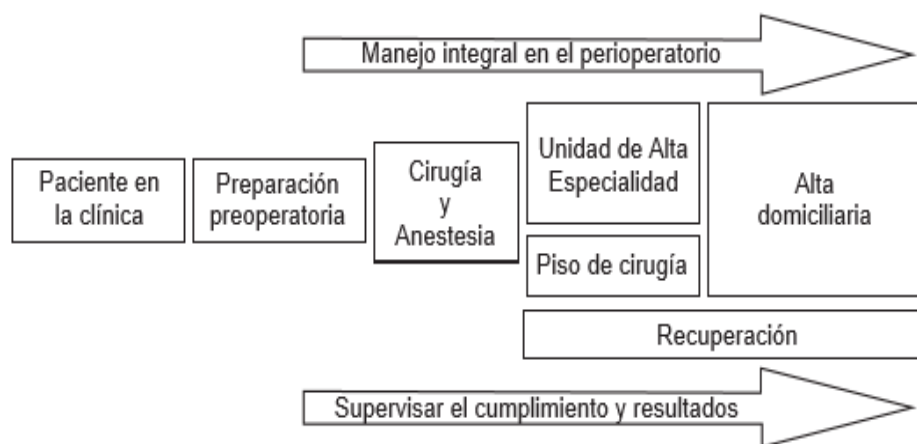 Manejo integral en el perioperatorio
Paciente en
la clínica
Preparación
preoperatoria
Cirugía
y
Anestesia
Unidad de Alta
Especialidad
Piso de cirugía
Alta
domiciliaria
Recuperación
Supervisar el cumplimiento y resultados